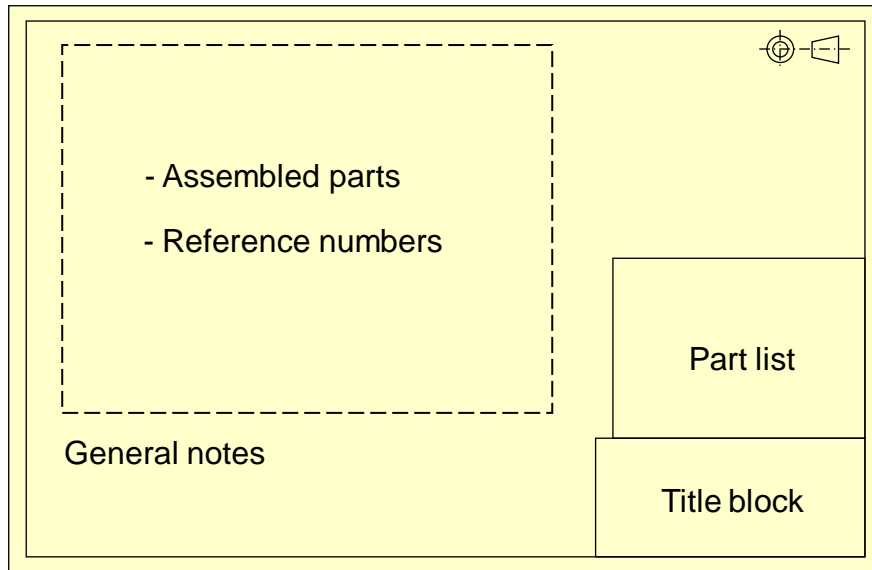 - Assembled parts
- Reference numbers
Part list
General notes
Title block